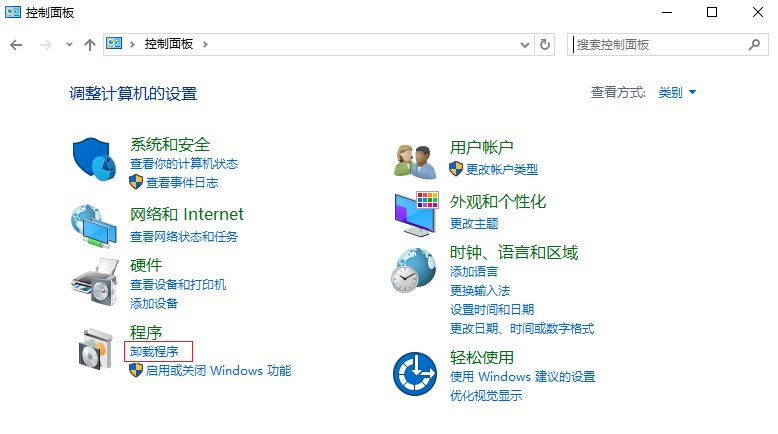 控制面板
控制面板
搜索控制面板
调整计算机的设置
查看方式: 类别
系统和安全
查看你的计算机状态
查看事件日志
网络和 Internet
查看网络状态和任务
硬件
查看设备和打印机
添加设备
程序
卸载程序
启用或关闭 Windows 功能
用户帐户
更改帐户类型
外观和个性化
更改主题
时钟、语言和区域
添加语言
更换输入法
设置时间和日期
更改日期、时间或数字格式
轻松使用
使用 Windows 建议的设置
优化视觉显示